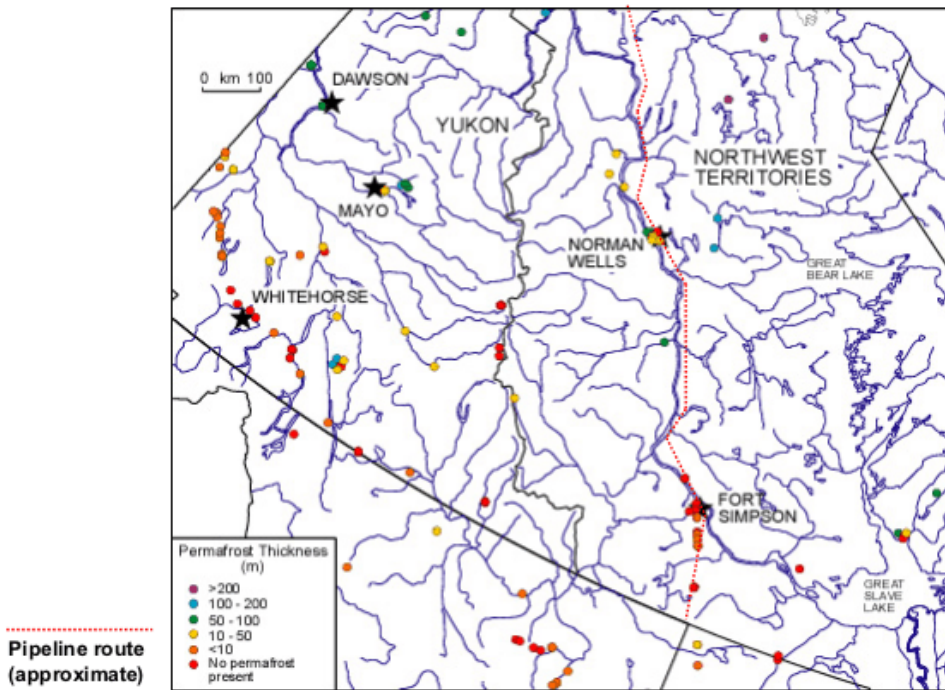 0 km 100
DAWSON
YUKON
MAYO
NORTHWEST
TERRITORIES
NORMAN
WELLS
GREAT
BEAR LAKE
WHITEHORSE
FORT
SIMPSON
GREAT
SLAVE
LAKE
Permafrost Thickness
(m)
>200
100 - 200
50 - 100
10 - 50
<10
No permafrost
present
Pipeline route
(approximate)